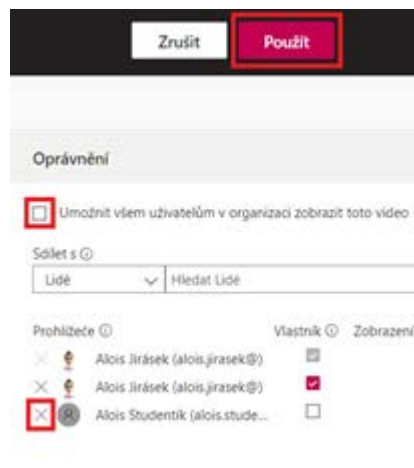 Zrušit Použít
Oprávnění
Umožnit všem uživatelům v organizaci zobrazit toto video
Sdílet s
Lidé Hledat Lidé
Prohlížeče Vlastník Zobrazení
Alois Jirásek (alois.jirasek@)
Alois Jirásek (alois.jirasek@)
Alois Studentík (alois.stude...